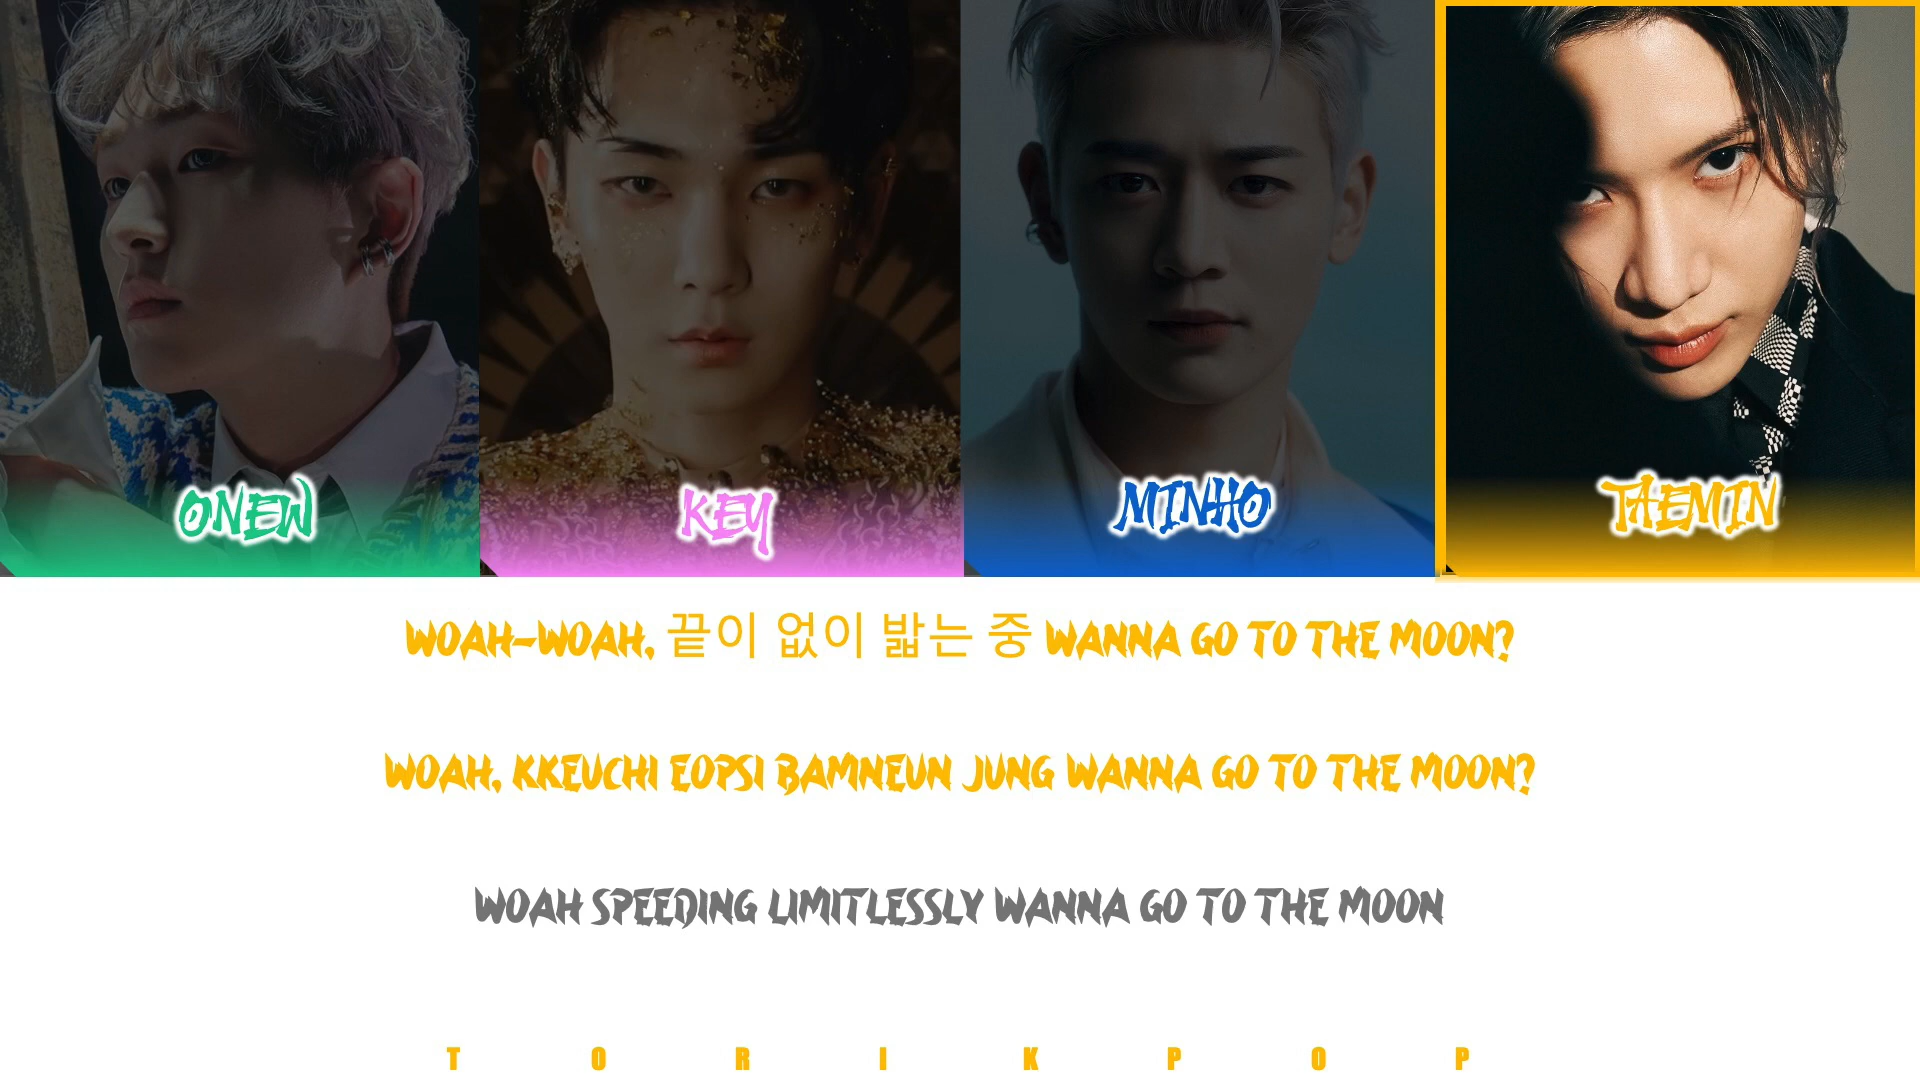 ONEW
KEY
MINHO
TAEMIN
WOAH-WOAH, 끝이 없이 밟는 중 WANNA GO TO THE MOON?
WOAH, KKEUCHI EOPSI BAMNEUN JUNG WANNA GO TO THE MOON?
WOAH SPEEDING LIMITLESSLY WANNA GO TO THE MOON
T O R I K P O P